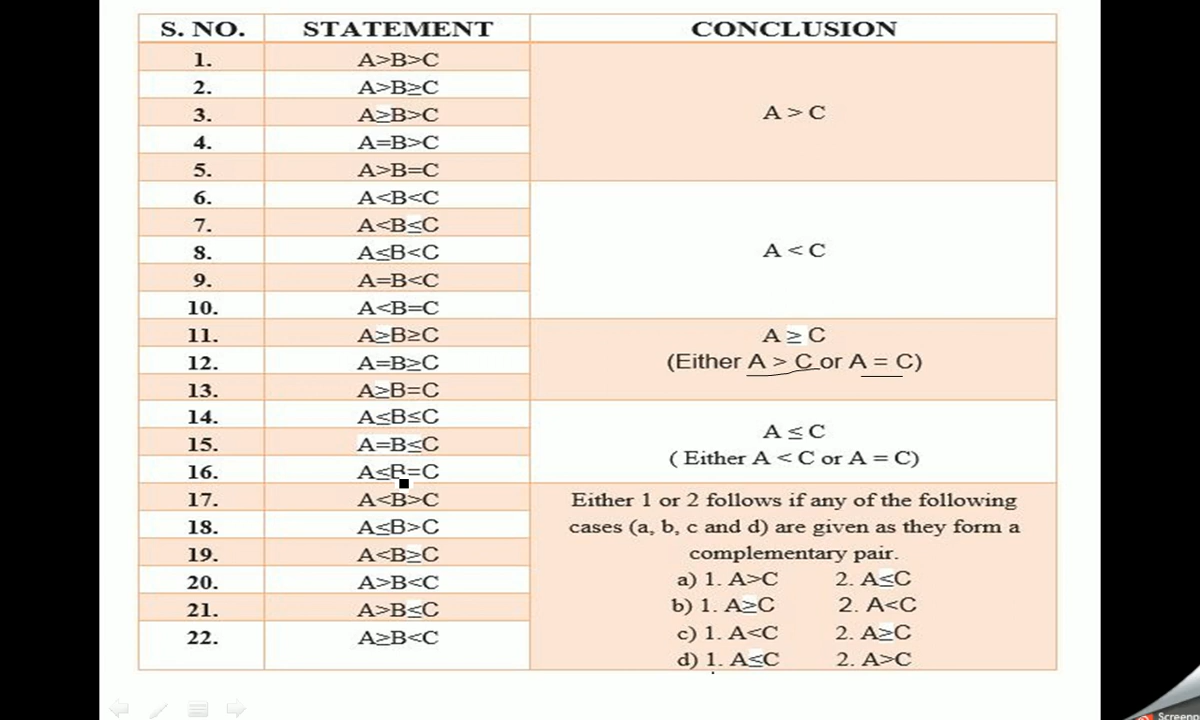 S. NO. STATEMENT CONCLUSION
1. A>B>C
2. A>B≥C
3. A≥B>C
4. A=B>C
5. A>B=C
A > C
6. A<B<C
7. A<B≤C
8. A≤B<C
9. A=B<C
10. A<B=C
A < C
11. A≥B≥C
12. A=B≥C
13. A≥B=C
A ≥ C
(Either A > C or A = C)
14. A≤B≤C
15. A=B≤C
16. A≤B=C
A ≤ C
( Either A < C or A = C)
17. A<B>C
18. A≤B>C
19. A<B≥C
20. A>B<C
21. A>B≤C
22. A≥B<C
Either 1 or 2 follows if any of the following
cases (a, b, c and d) are given as they form a
complementary pair.
a) 1. A>C 2. A≤C
b) 1. A≥C 2. A<C
c) 1. A<C 2. A≥C
d) 1. A≤C 2. A>C